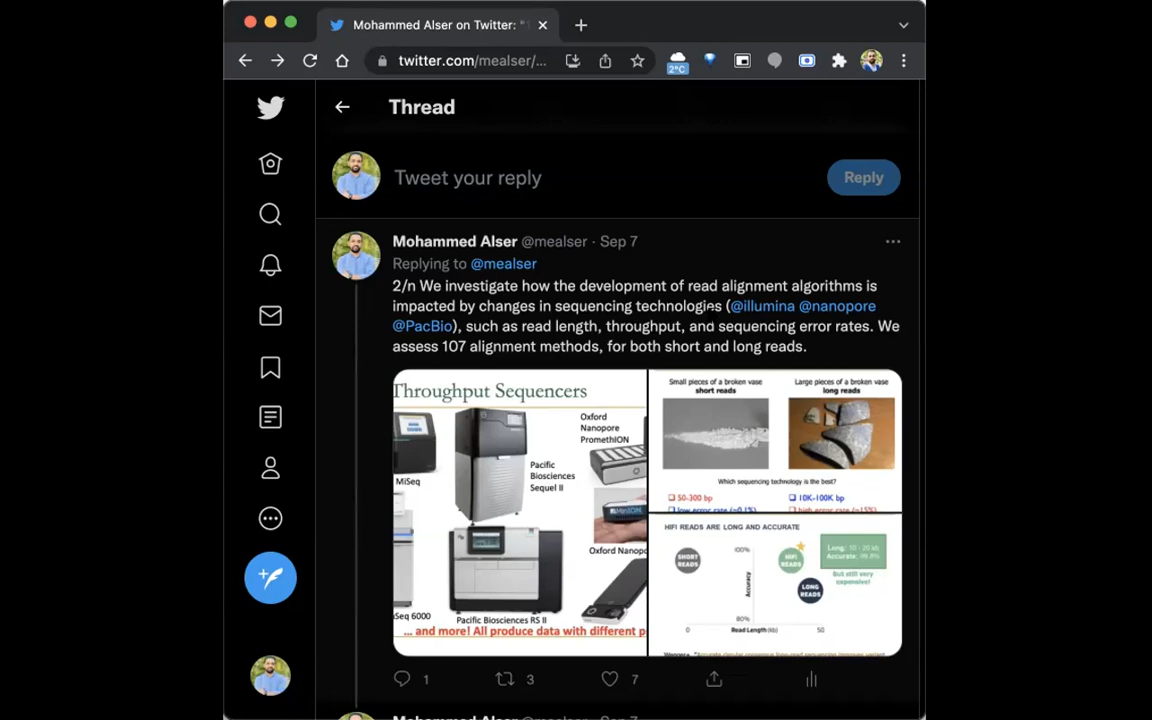 Mohammed Alser on Twitter: "
twitter.com/mealser/...
2°C
Thread
Tweet your reply
Reply
Mohammed Alser @mealser · Sep 7
Replying to @mealser
2/n We investigate how the development of read alignment algorithms is
impacted by changes in sequencing technologies (@illumina @nanopore
@PacBio), such as read length, throughput, and sequencing error rates. We
assess 107 alignment methods, for both short and long reads.
Throughput Sequencers
MiSeq
Pacific
Biosciences
Sequel II
Oxford
Nanopore
PromethION
Oxford Nanopo
Seq 6000
Pacific Biosciences RS II
... and more! All produce data with different p
Small pieces of a broken vase
short reads
Large pieces of a broken vase
long reads
Which sequencing technology is the best?
50-300 bp
low error rate (~0.1%)
10K-100K bp
high error rate (~15%)
HIFI READS ARE LONG AND ACCURATE
SHORT
READS
100%
HIFI
READS
Long: 10 - 20 kb
Accurate: 99.8%
But still very
expensive!
LONG
READS
Accuracy
80%
0
Read Length (kb)
50
1
3
7
Mohammed Alser @mealser · Sep 7